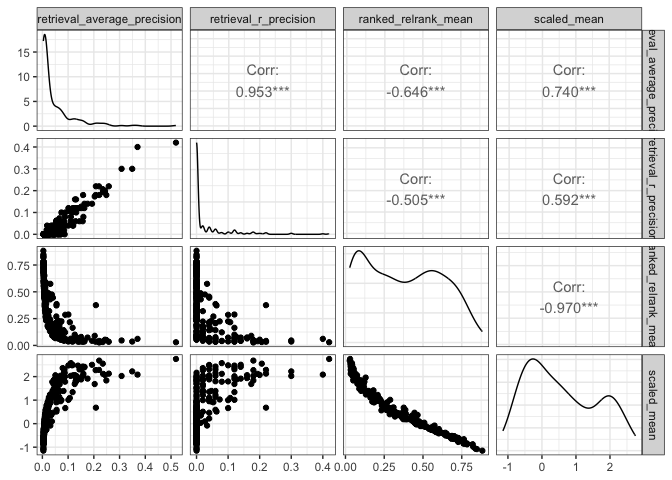 retrieval_average_precision retrieval_r_precision ranked_relrank_mean scaled_mean
15
10
5
0
Corr:
0.953***
Corr:
-0.646***
Corr:
0.740***
eval_average_preci
0.4
0.3
0.2
0.1
0.0
Corr:
-0.505***
Corr:
0.592***
etrieval_r_precision
0.75
0.50
0.25
0.00
Corr:
-0.970***
anked_relrank_mea
2
1
0
-1
scaled_mean
0.0 0.1 0.2 0.3 0.4 0.5 0.0 0.1 0.2 0.3 0.4 0.00 0.25 0.50 0.75 -1 0 1 2